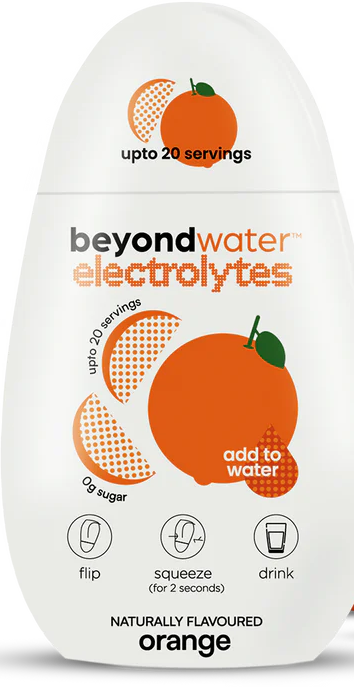 upto 20 servings
beyondwater™
electrolytes
upto 20 servings
0g sugar
add to
water
flip
squeeze
(for 2 seconds)
drink
NATURALLY FLAVOURED
orange